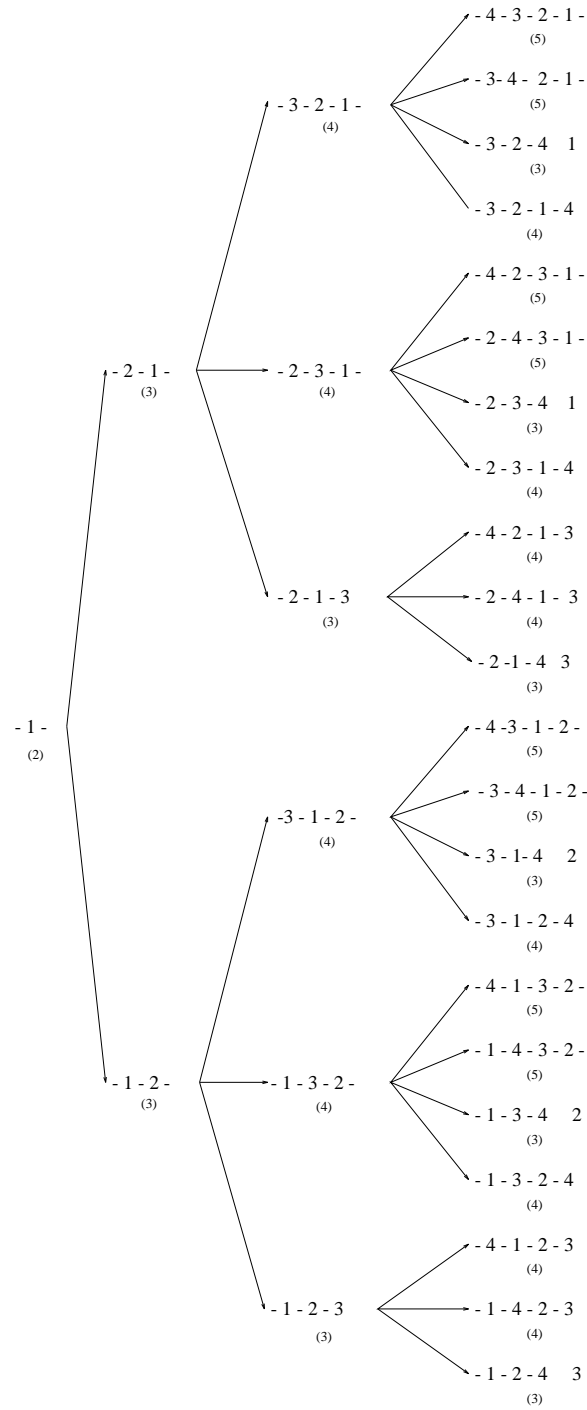 - 4 - 3 - 2 - 1 -
(5)
- 3- 4 -  2 - 1 -
(5)
- 3 - 2 - 1 -
(4)
- 3 - 2 - 4    1
(3)
- 3 - 2 - 1 - 4
(4)
- 4 - 2 - 3 - 1 -
(5)
- 2 - 4 - 3 - 1 -
(5)
- 2 - 1 -
(3)
- 2 - 3 - 1 -
(4)
- 2 - 3 - 4    1
(3)
- 2 - 3 - 1 - 4
(4)
- 4 - 2 - 1 - 3
(4)
- 2 - 1 - 3
(3)
- 2 - 4 - 1 -  3
(4)
- 2 -1 - 4   3
(3)
- 1 -
(2)
- 4 -3 - 1 - 2 -
(5)
- 3 - 4 - 1 - 2 -
(5)
-3 - 1 - 2 -
(4)
- 3 - 1- 4     2
(3)
- 3 - 1 - 2 - 4
(4)
- 4 - 1 - 3 - 2 -
(5)
- 1 - 4 - 3 - 2 -
(5)
- 1 - 2 -
(3)
- 1 - 3 - 2 -
(4)
- 1 - 3 - 4    2
(3)
- 1 - 3 - 2 - 4
(4)
- 4 - 1 - 2 - 3
(4)
- 1 - 2 - 3
(3)
- 1 - 4 - 2 - 3
(4)
- 1 - 2 - 4    3
(3)